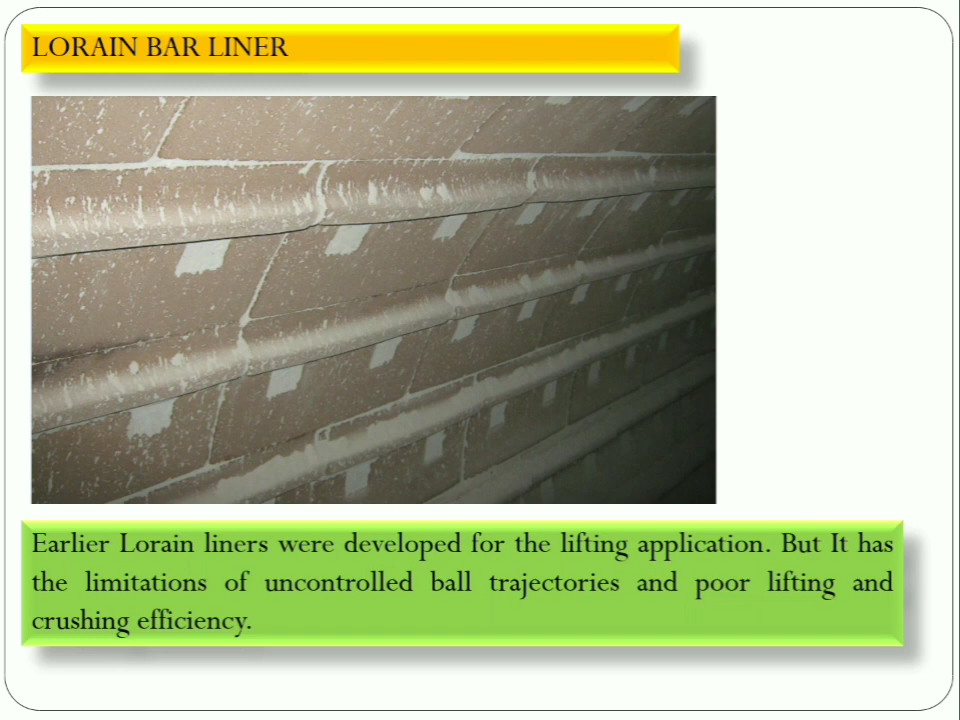 LORAIN BAR LINER
Earlier Lorain liners were developed for the lifting application. But It has
the limitations of uncontrolled ball trajectories and poor lifting and
crushing efficiency.